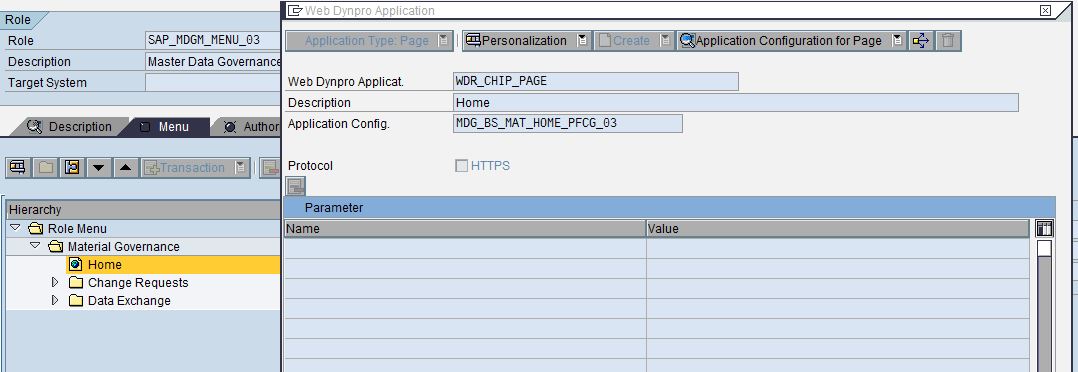 Role
Role SAP_MDGM_MENU_03
Description Master Data Governance
Target System
Description Menu Author
Transaction
Hierarchy
Role Menu
Material Governance
Home
Change Requests
Data Exchange
Web Dynpro Application
Application Type: Page Personalization Create Application Configuration for Page
Web Dynpro Applicat. WDR_CHIP_PAGE
Description Home
Application Config. MDG_BS_MAT_HOME_PFCG_03
Protocol HTTPS
Parameter
Name Value